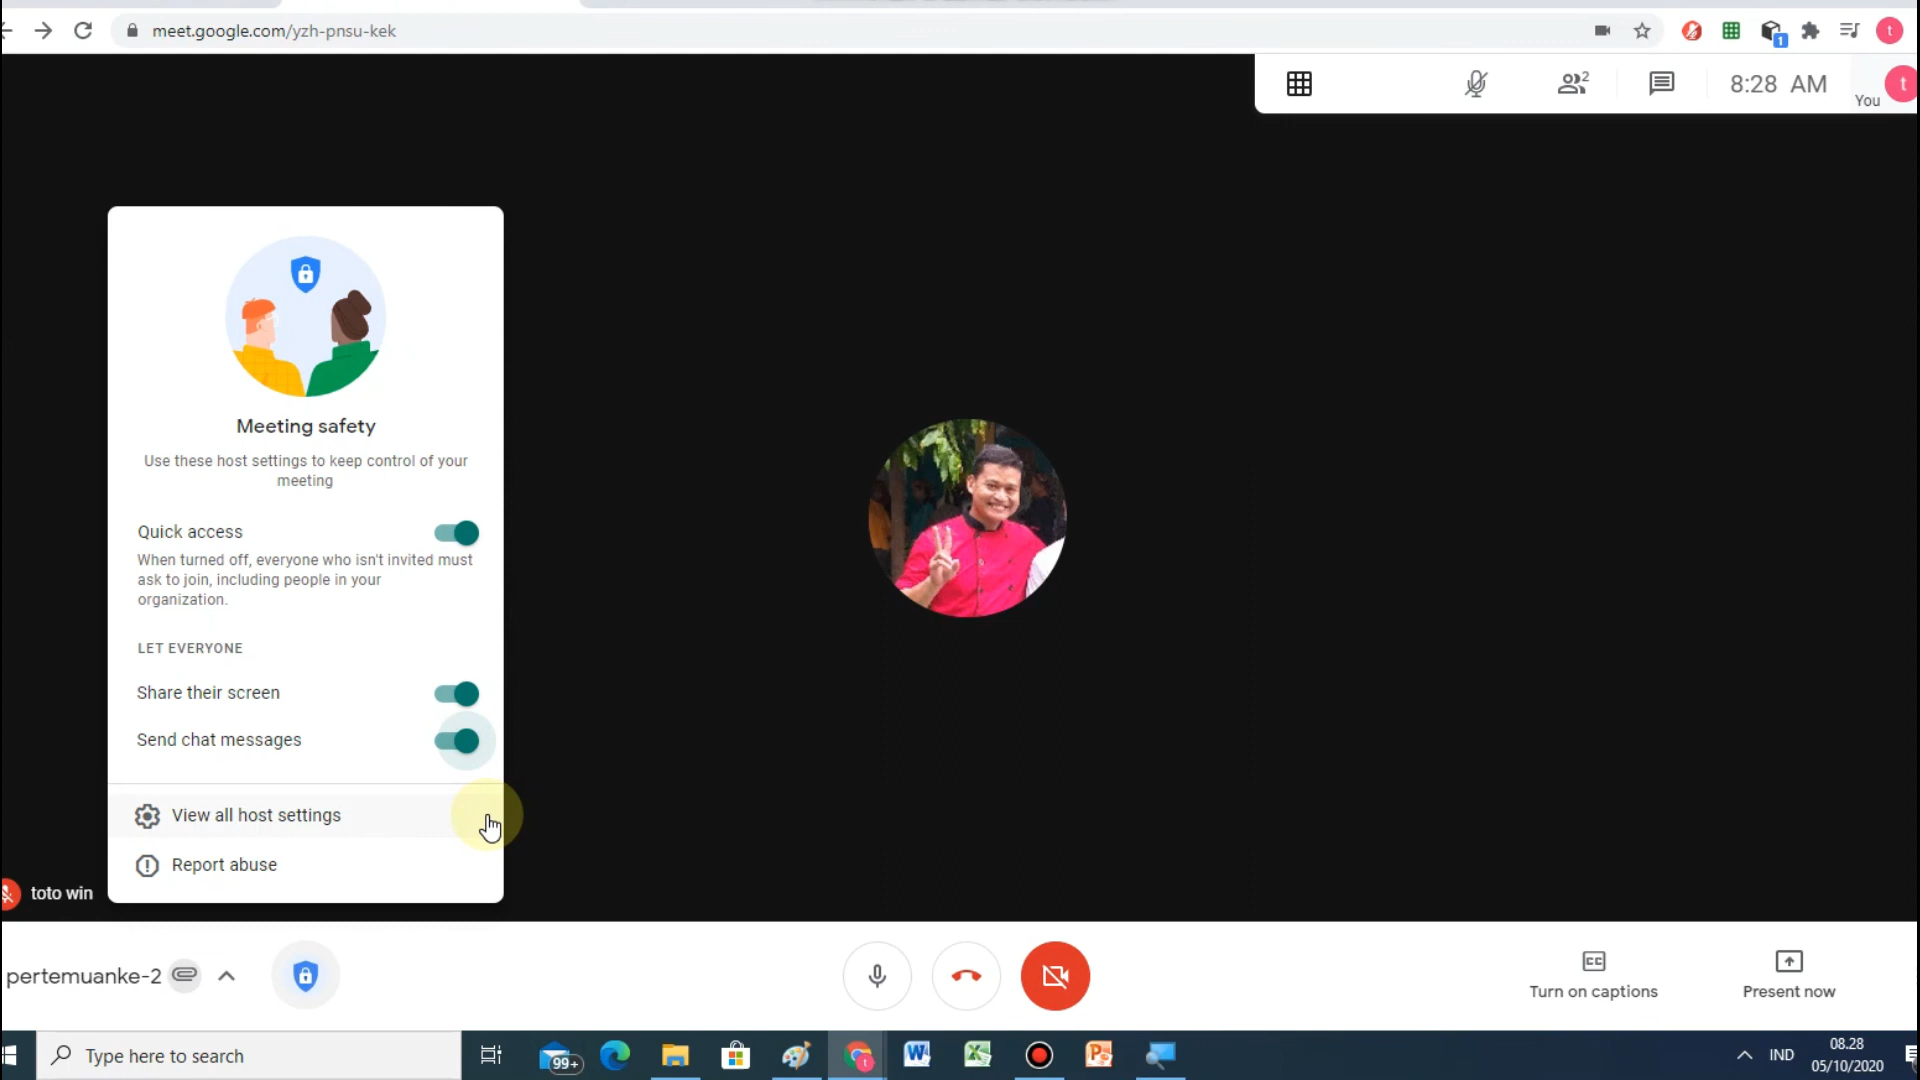 meet.google.com/yzh-pnsu-kek
1
t
2
8:28 AM
You
t
Meeting safety
Use these host settings to keep control of your
meeting
Quick access
When turned off, everyone who isn't invited must
ask to join, including people in your
organization.
LET EVERYONE
Share their screen
Send chat messages
View all host settings
Report abuse
toto win
pertemuanke-2
CC
Turn on captions
Present now
Type here to search
99+
t
W
X
P
IND
08.28
05/10/2020